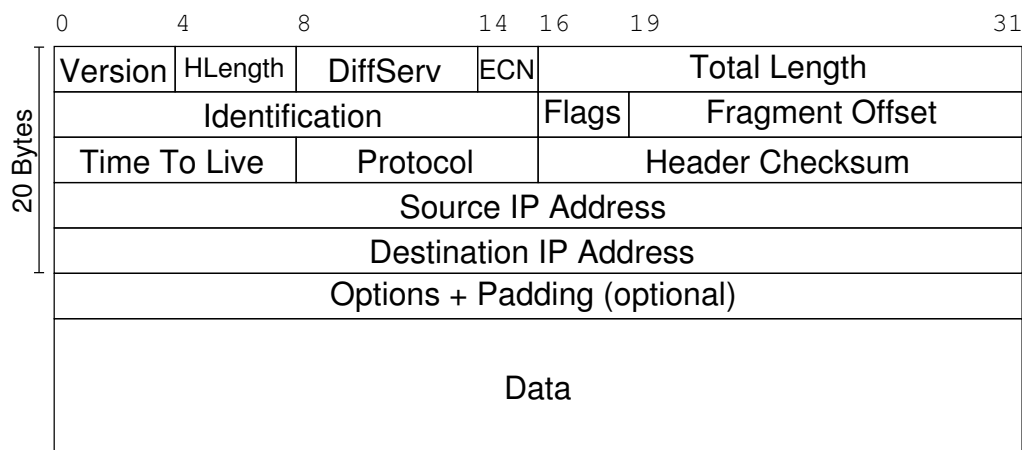 0 4 8 14 16 19 31
Version HLength DiffServ ECN Total Length
Identification Flags Fragment Offset
Time To Live Protocol Header Checksum
Source IP Address
Destination IP Address
20 Bytes
Options + Padding (optional)
Data